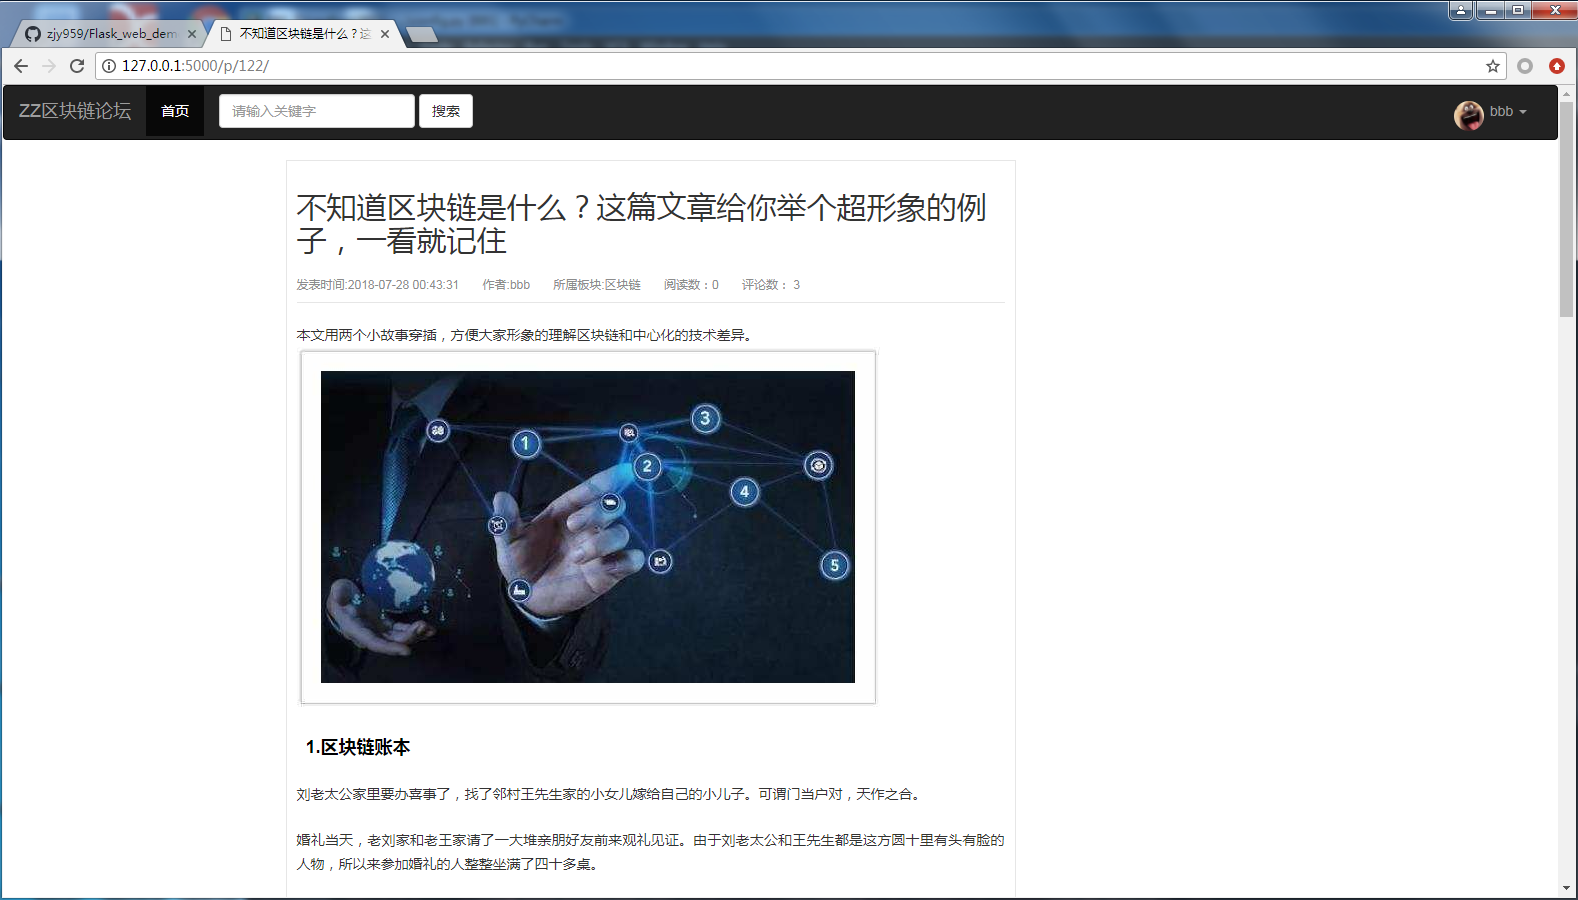 zjy959/Flask_web_dem
不知道区块链是什么？这
127.0.0.1:5000/p/122/
ZZ区块链论坛
首页
请输入关键字
搜索
bbb
不知道区块链是什么？这篇文章给你举个超形象的例
子，一看就记住
发表时间:2018-07-28 00:43:31 作者:bbb 所属板块:区块链 阅读数：0 评论数： 3
本文用两个小故事穿插，方便大家形象的理解区块链和中心化的技术差异。
1
2
3
4
5
1.区块链账本
刘老太公家里要办喜事了，找了邻村王先生家的小女儿嫁给自己的小儿子。可谓门当户对，天作之合。
婚礼当天，老刘家和老王家请了一大堆亲朋好友前来观礼见证。由于刘老太公和王先生都是这方圆十里有头有脸的
人物，所以来参加婚礼的人整整坐满了四十多桌。